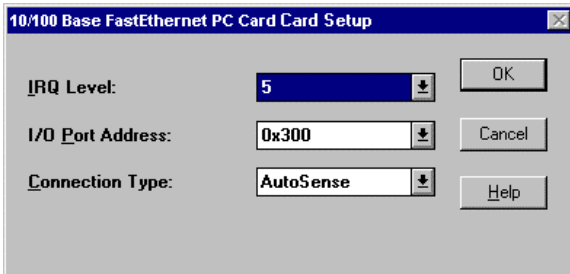 10/100 Base FastEthernet PC Card Card Setup
IRQ Level: 5 OK
I/O Port Address: 0x300 Cancel
Connection Type: AutoSense Help